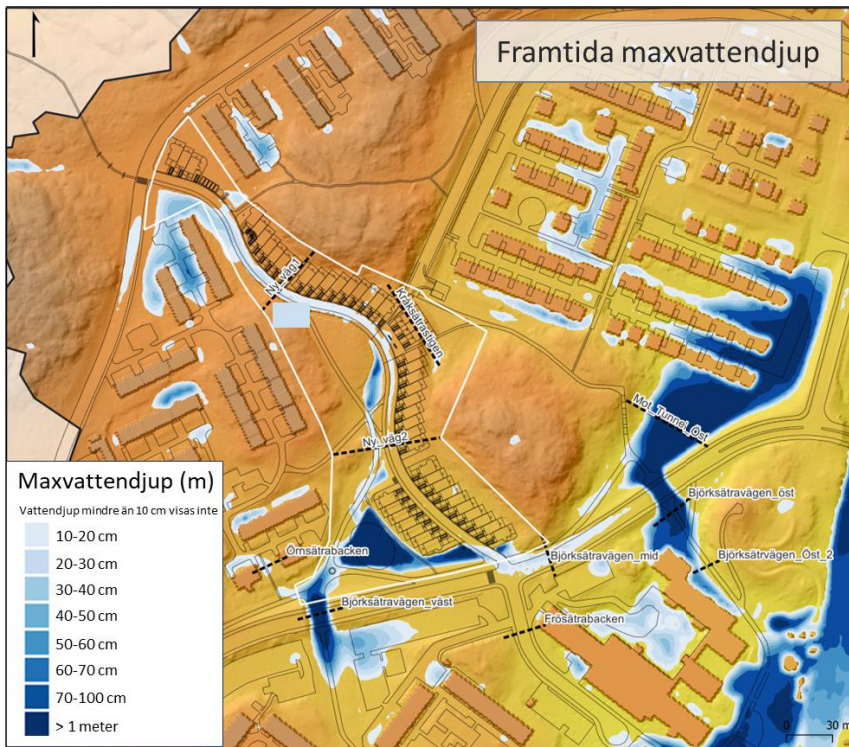 Framtida maxvattendjup
Ny_väg1
Kråksätrastigen
Mot_Tunnel_Öst
Ny_väg2
Björksätravägen_öst
Örnsätrabacken
Björksätravägen_mid
Björksätrvägen_Öst_2
Björksätravägen_väst
Frösätrabacken
Maxvattendjup (m)
Vattendjup mindre än 10 cm visas inte
10-20 cm
20-30 cm
30-40 cm
40-50 cm
50-60 cm
60-70 cm
70-100 cm
> 1 meter
0 30 m